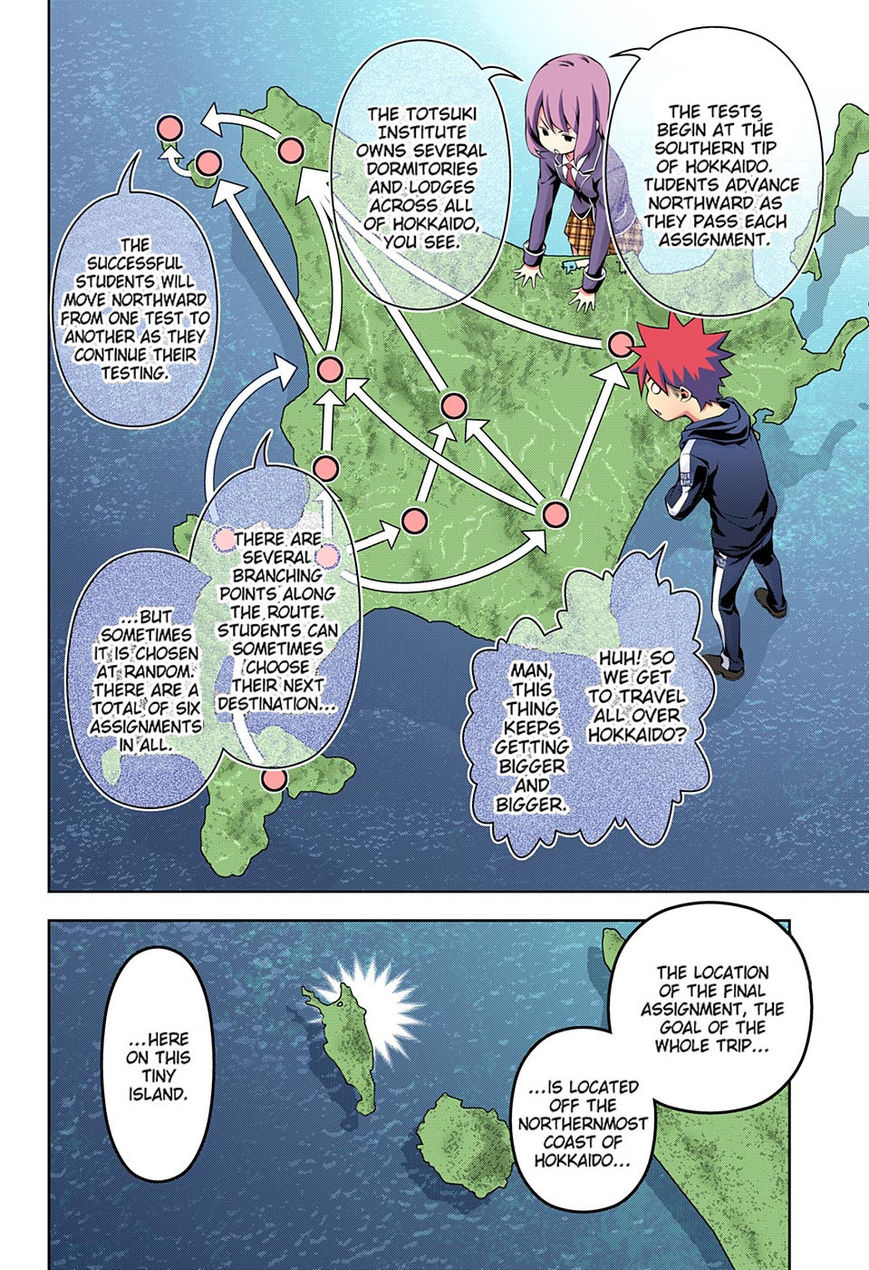 THE TESTS
BEGIN AT THE
SOUTHERN TIP
OF HOKKAIDO.
TUDENTS ADVANCE
NORTHWARD AS
THEY PASS EACH
ASSIGNMENT.
THE TOTSUKI
INSTITUTE
OWNS SEVERAL
DORMITORIES
AND LODGES
ACROSS ALL
OF HOKKAIDO,
YOU SEE.
THE
SUCCESSFUL
STUDENTS WILL
MOVE NORTHWARD
FROM ONE TEST TO
ANOTHER AS THEY
CONTINUE THEIR
TESTING.
THERE ARE
SEVERAL
BRANCHING
POINTS ALONG
THE ROUTE.
STUDENTS CAN
SOMETIMES
CHOOSE
THEIR NEXT
DESTINATION...
...BUT
SOMETIMES
IT IS CHOSEN
AT RANDOM.
THERE ARE A
TOTAL OF SIX
ASSIGNMENTS
IN ALL.
HUH! SO
WE GET
TO TRAVEL
ALL OVER
HOKKAIDO?
MAN,
THIS
THING
KEEPS
GETTING
BIGGER
AND
BIGGER.
THE LOCATION
OF THE FINAL
ASSIGNMENT, THE
GOAL OF THE
WHOLE TRIP...
...IS LOCATED
OFF THE
NORTHERNMOST
COAST OF
HOKKAIDO...
...HERE
ON THIS
TINY
ISLAND.